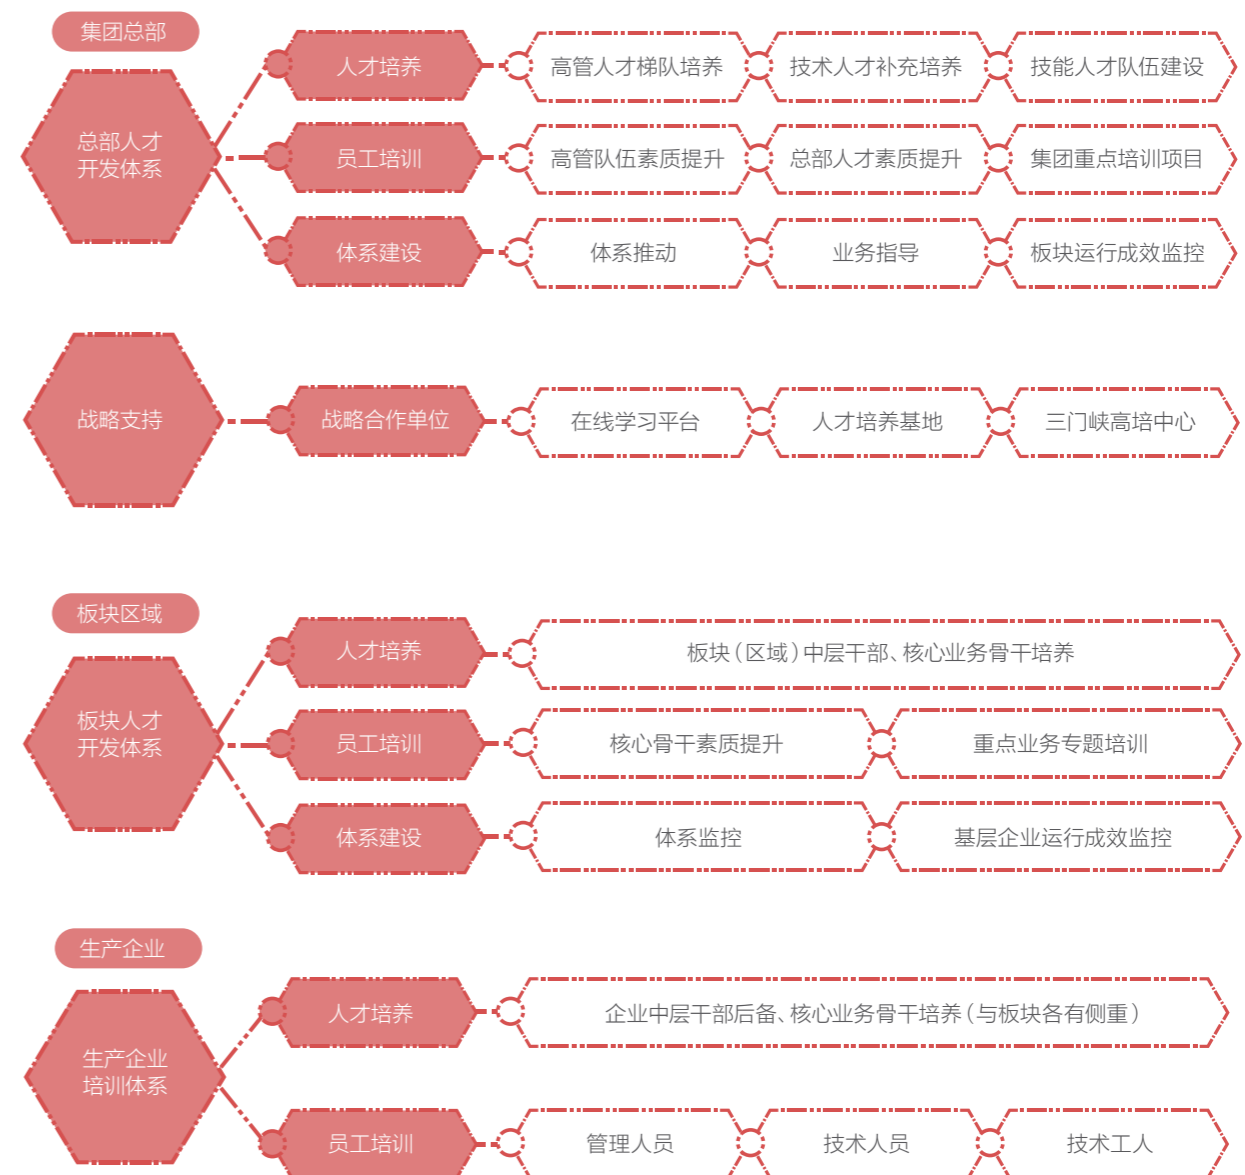 集团总部
总部人才
开发体系
人才培养
高管人才梯队培养
技术人才补充培养
技能人才队伍建设
员工培训
高管队伍素质提升
总部人才素质提升
集团重点培训项目
体系建设
体系推动
业务指导
板块运行成效监控
战略支持
战略合作单位
在线学习平台
人才培养基地
三门峡高培中心
板块区域
板块人才
开发体系
人才培养
板块(区域)中层干部、核心业务骨干培养
员工培训
核心骨干素质提升
重点业务专题培训
体系建设
体系监控
基层企业运行成效监控
生产企业
生产企业
培训体系
人才培养
企业中层干部后备、核心业务骨干培养(与板块各有侧重)
员工培训
管理人员
技术人员
技术工人